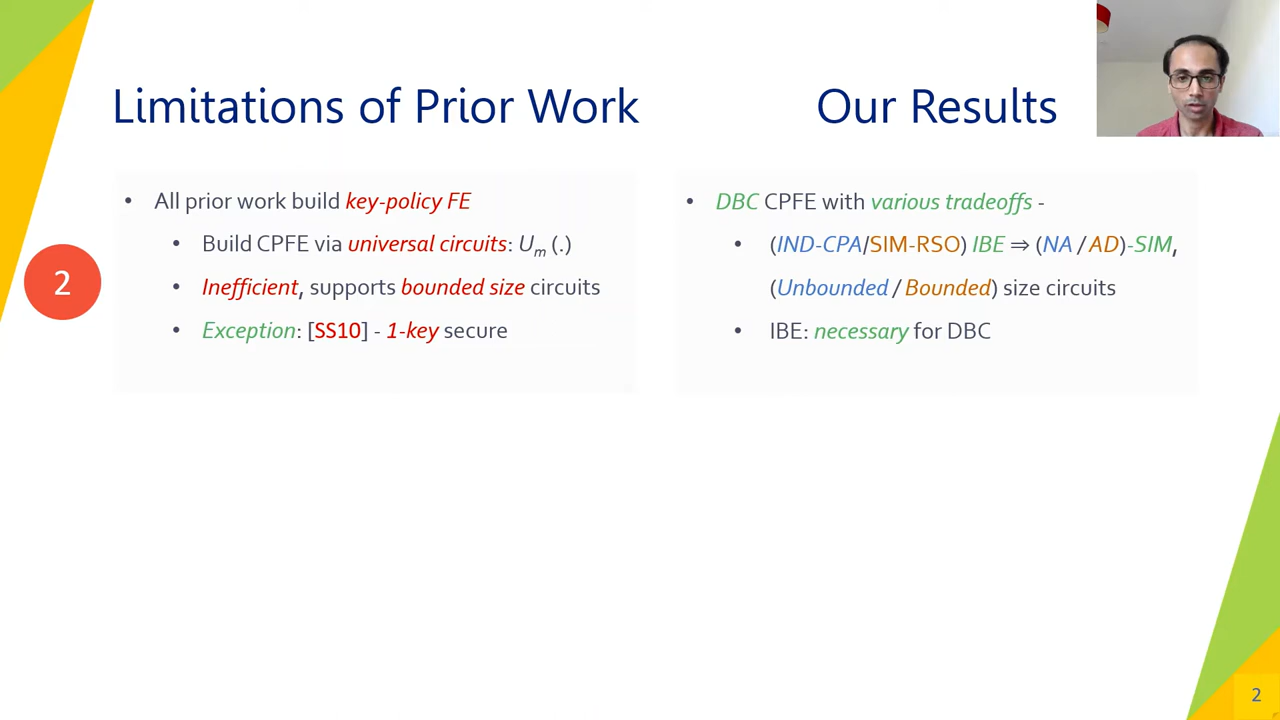 Limitations of Prior Work
Our Results
2
• All prior work build key-policy FE
• Build CPFE via universal circuits: Uₘ (.)
• Inefficient, supports bounded size circuits
• Exception: [SS10] - 1-key secure
• DBC CPFE with various tradeoffs -
• (IND-CPA/SIM-RSO) IBE ⇒ (NA / AD)-SIM,
(Unbounded / Bounded) size circuits
• IBE: necessary for DBC
2